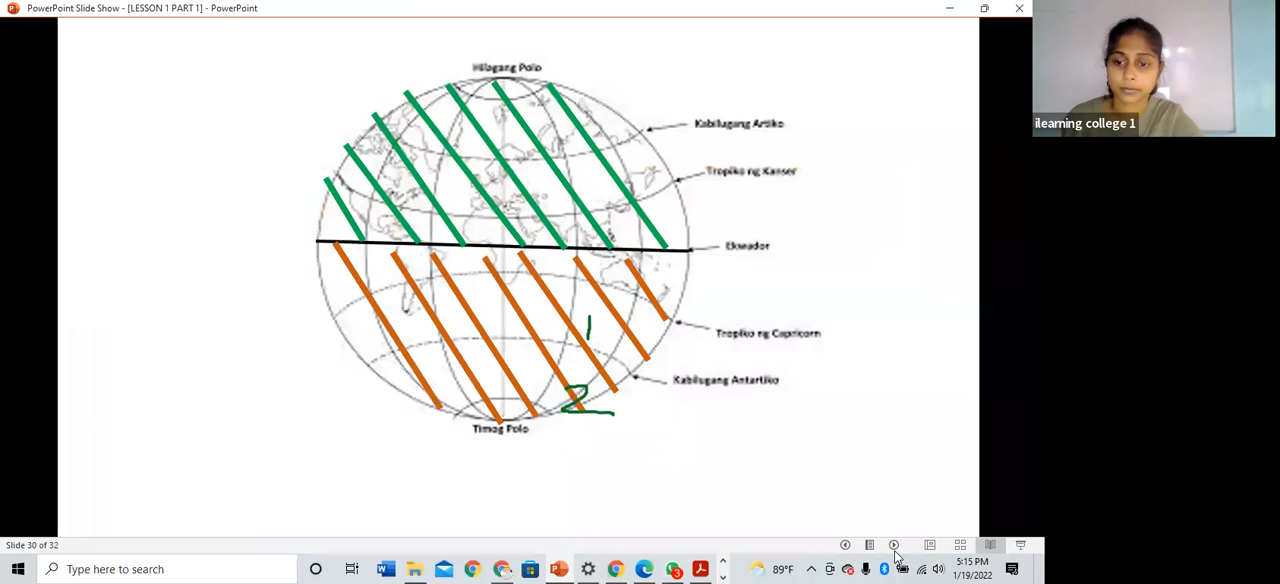 PowerPoint Slide Show - [LESSON 1 PART 1] - PowerPoint
ilearning college 1
Hilagang Polo
Kabilugang Artiko
Tropiko ng Kanser
Ekwador
1
Tropiko ng Capricorn
Kabilugang Antartiko
2
Timog Polo
Slide 30 of 32
Type here to search
W
P
3
89°F
5:15 PM
1/19/2022